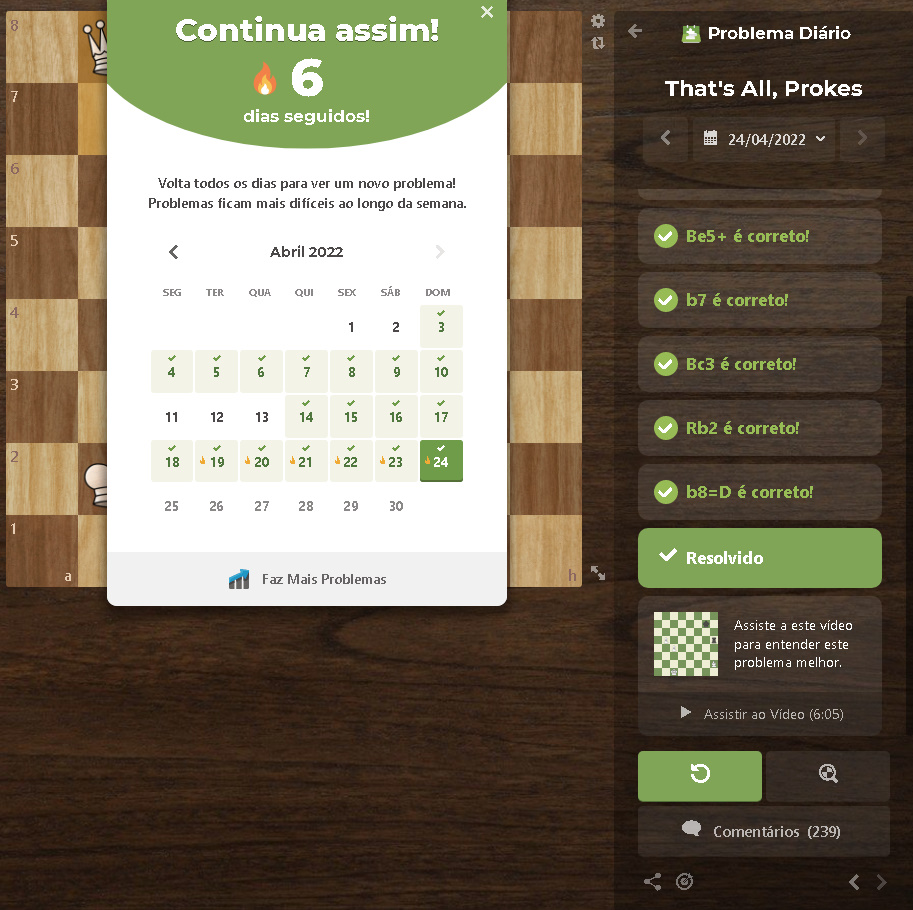 8
7
6
5
4
3
2
1
a
h
Continua assim!
6
dias seguidos!
Volta todos os dias para ver um novo problema!
Problemas ficam mais difíceis ao longo da semana.
Abril 2022
SEG TER QUA QUI SEX SÁB DOM
1 2 3
4 5 6 7 8 9 10
11 12 13 14 15 16 17
18 19 20 21 22 23 24
25 26 27 28 29 30
Faz Mais Problemas
Problema Diário
That's All, Prokes
24/04/2022
Be5+ é correto!
b7 é correto!
Bc3 é correto!
Rb2 é correto!
b8=D é correto!
Resolvido
Assiste a este vídeo
para entender este
problema melhor.
Assistir ao Vídeo (6:05)
Comentários (239)